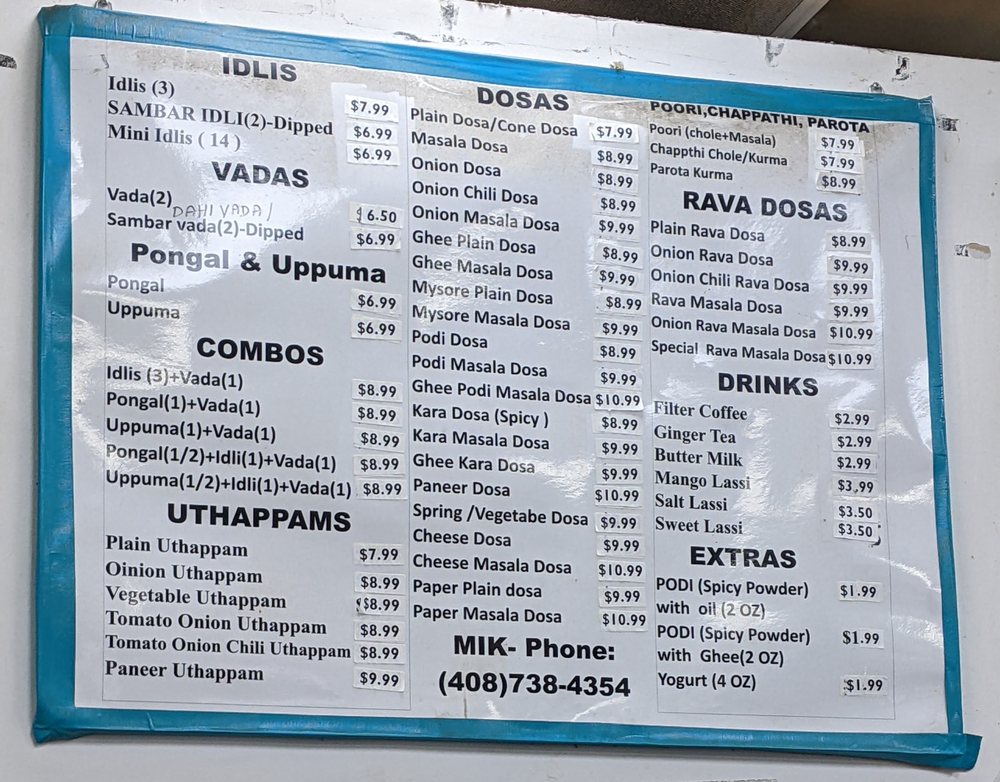 IDLIS
Idlis (3) $7.99
SAMBAR IDLI(2)-Dipped $6.99
Mini Idlis ( 14 ) $6.99
VADAS
Vada(2) $6.50
DAHI VADA/
Sambar vada(2)-Dipped $6.99
Pongal & Uppuma
Pongal $6.99
Uppuma $6.99
COMBOS
Idlis (3)+Vada(1) $8.99
Pongal(1)+Vada(1) $8.99
Uppuma(1)+Vada(1) $8.99
Pongal(1/2)+Idli(1)+Vada(1) $8.99
Uppuma(1/2)+Idli(1)+Vada(1) $8.99
UTHAPPAMS
Plain Uthappam $7.99
Oinion Uthappam $8.99
Vegetable Uthappam $8.99
Tomato Onion Uthappam $8.99
Tomato Onion Chili Uthappam $8.99
Paneer Uthappam $9.99
DOSAS
Plain Dosa/Cone Dosa $7.99
Masala Dosa $8.99
Onion Dosa $8.99
Onion Chili Dosa $8.99
Onion Masala Dosa $9.99
Ghee Plain Dosa $8.99
Ghee Masala Dosa $9.99
Mysore Plain Dosa $8.99
Mysore Masala Dosa $9.99
Podi Dosa $8.99
Podi Masala Dosa $9.99
Ghee Podi Masala Dosa $10.99
Kara Dosa (Spicy ) $8.99
Kara Masala Dosa $9.99
Ghee Kara Dosa $9.99
Paneer Dosa $10.99
Spring /Vegetabe Dosa $9.99
Cheese Dosa $9.99
Cheese Masala Dosa $10.99
Paper Plain dosa $9.99
Paper Masala Dosa $10.99
MIK- Phone:
(408)738-4354
POORI,CHAPPATHI, PAROTA
Poori (chole+Masala) $7.99
Chappthi Chole/Kurma $7.99
Parota Kurma $8.99
RAVA DOSAS
Plain Rava Dosa $8.99
Onion Rava Dosa $9.99
Onion Chili Rava Dosa $9.99
Rava Masala Dosa $9.99
Onion Rava Masala Dosa $10.99
Special Rava Masala Dosa $10.99
DRINKS
Filter Coffee $2.99
Ginger Tea $2.99
Butter Milk $2.99
Mango Lassi $3,99
Salt Lassi $3.50
Sweet Lassi $3.50
EXTRAS
PODI (Spicy Powder) $1.99
with oil (2 OZ)
PODI (Spicy Powder) $1.99
with Ghee(2 OZ)
Yogurt (4 OZ) $1.99